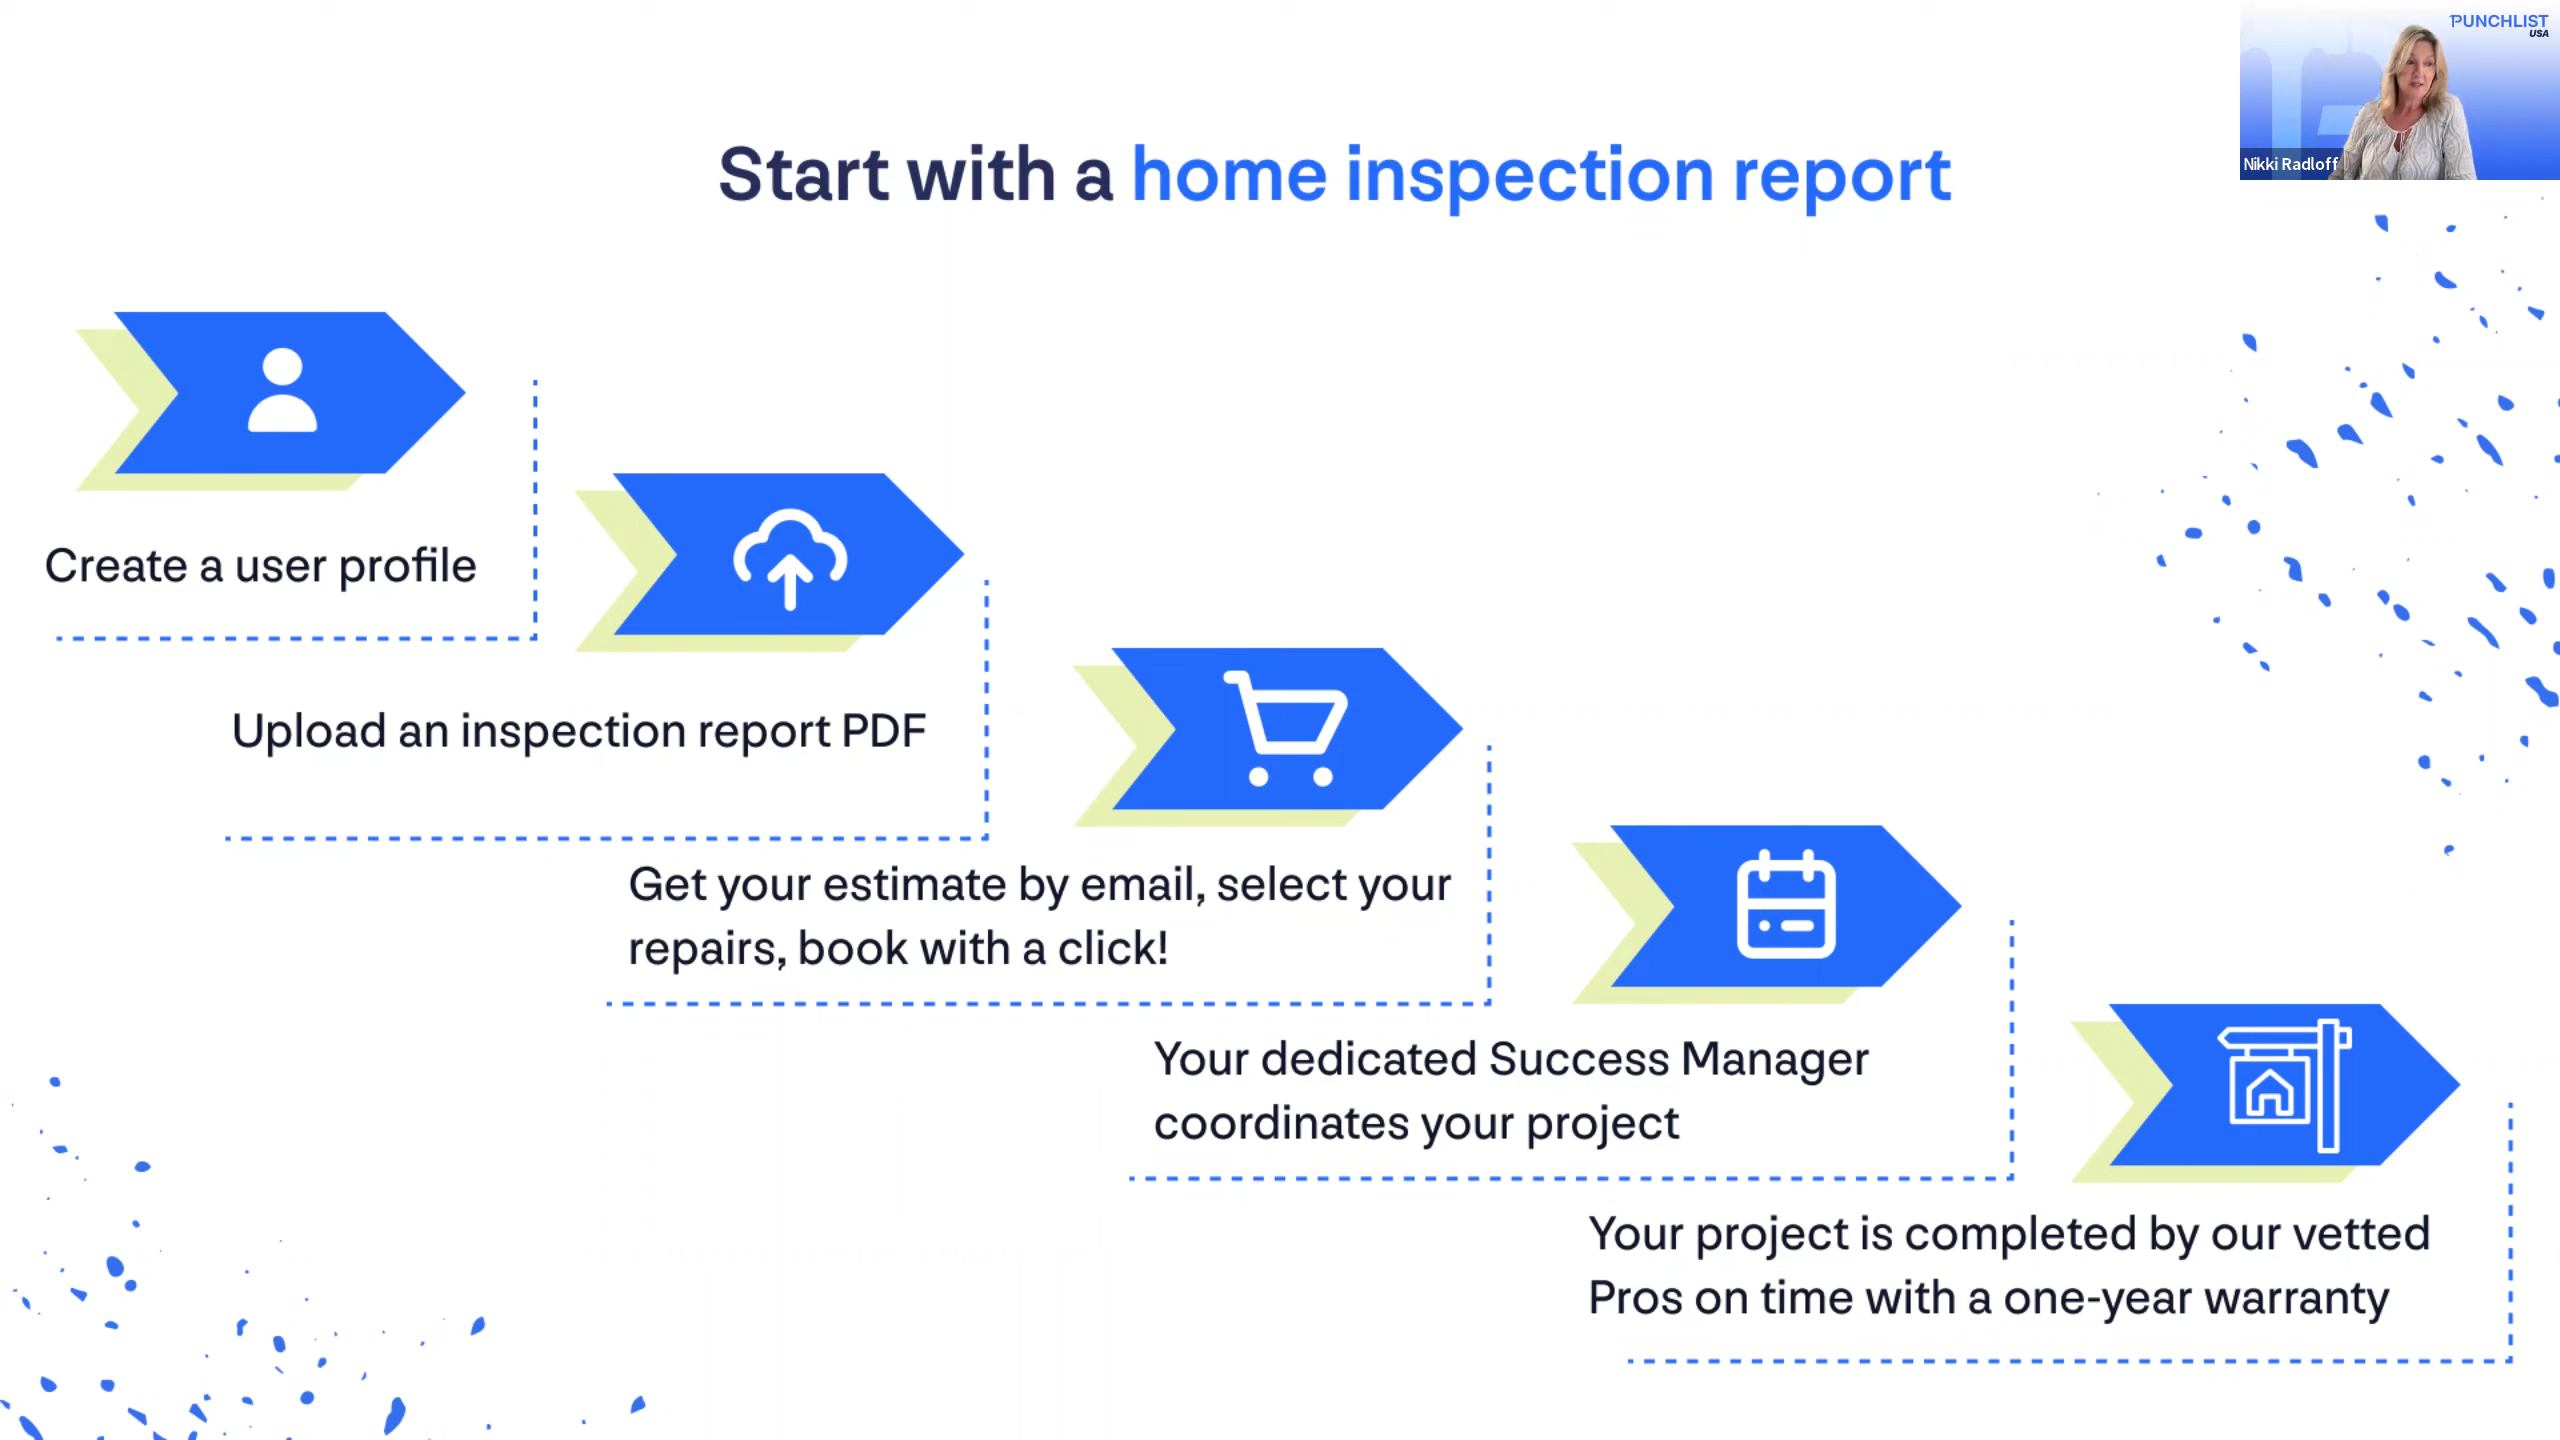 PUNCHLIST
USA
Nikki Radloff
Start with a home inspection report
Create a user profile
Upload an inspection report PDF
Get your estimate by email, select your
repairs, book with a click!
Your dedicated Success Manager
coordinates your project
Your project is completed by our vetted
Pros on time with a one-year warranty